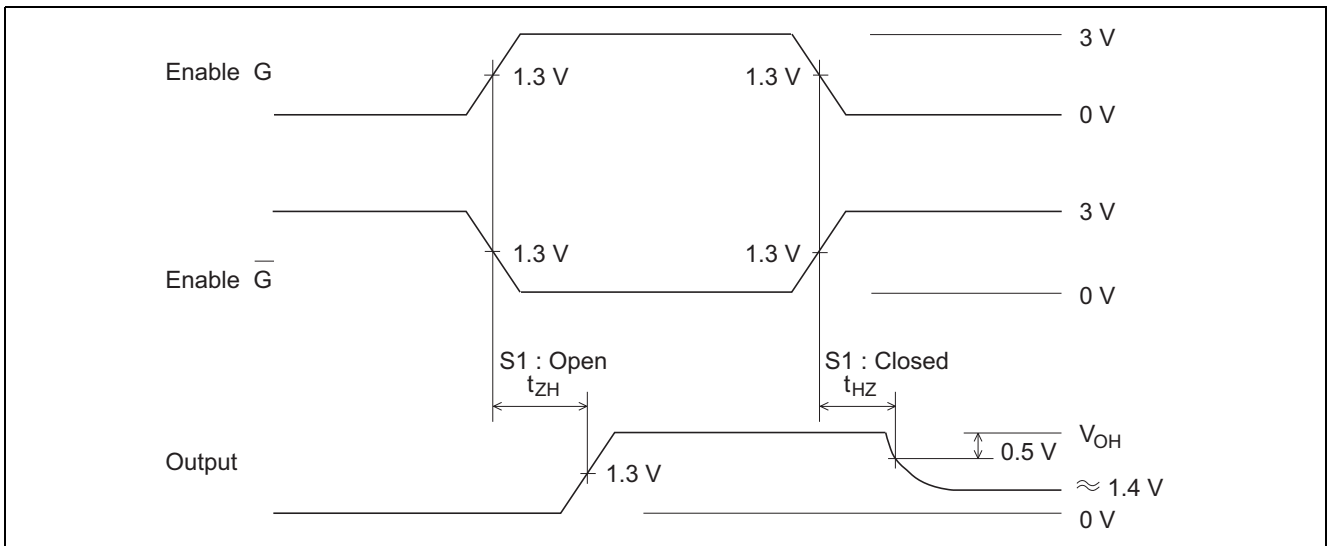 3 V
Enable G
1.3 V
1.3 V
0 V
3 V
1.3 V
1.3 V
Enable G̅
0 V
S1 : Open
tZH
S1 : Closed
tHZ
VOH
0.5 V
Output
1.3 V
≈ 1.4 V
0 V